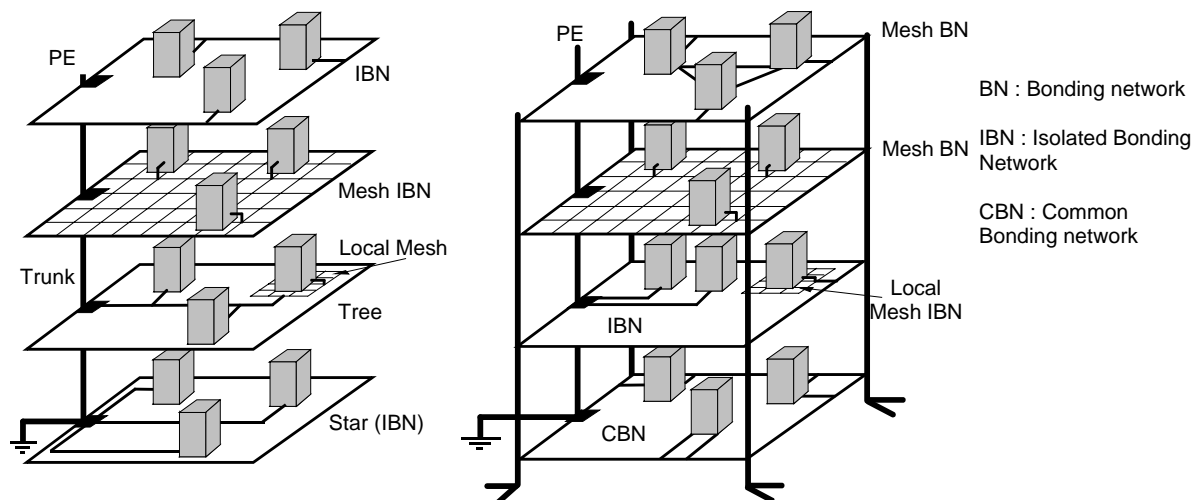 PE
IBN
Mesh IBN
Local Mesh
Trunk
Tree
Star (IBN)
PE
Mesh BN
Mesh BN
Local
Mesh IBN
IBN
CBN
BN : Bonding network
IBN : Isolated Bonding
Network
CBN : Common
Bonding network